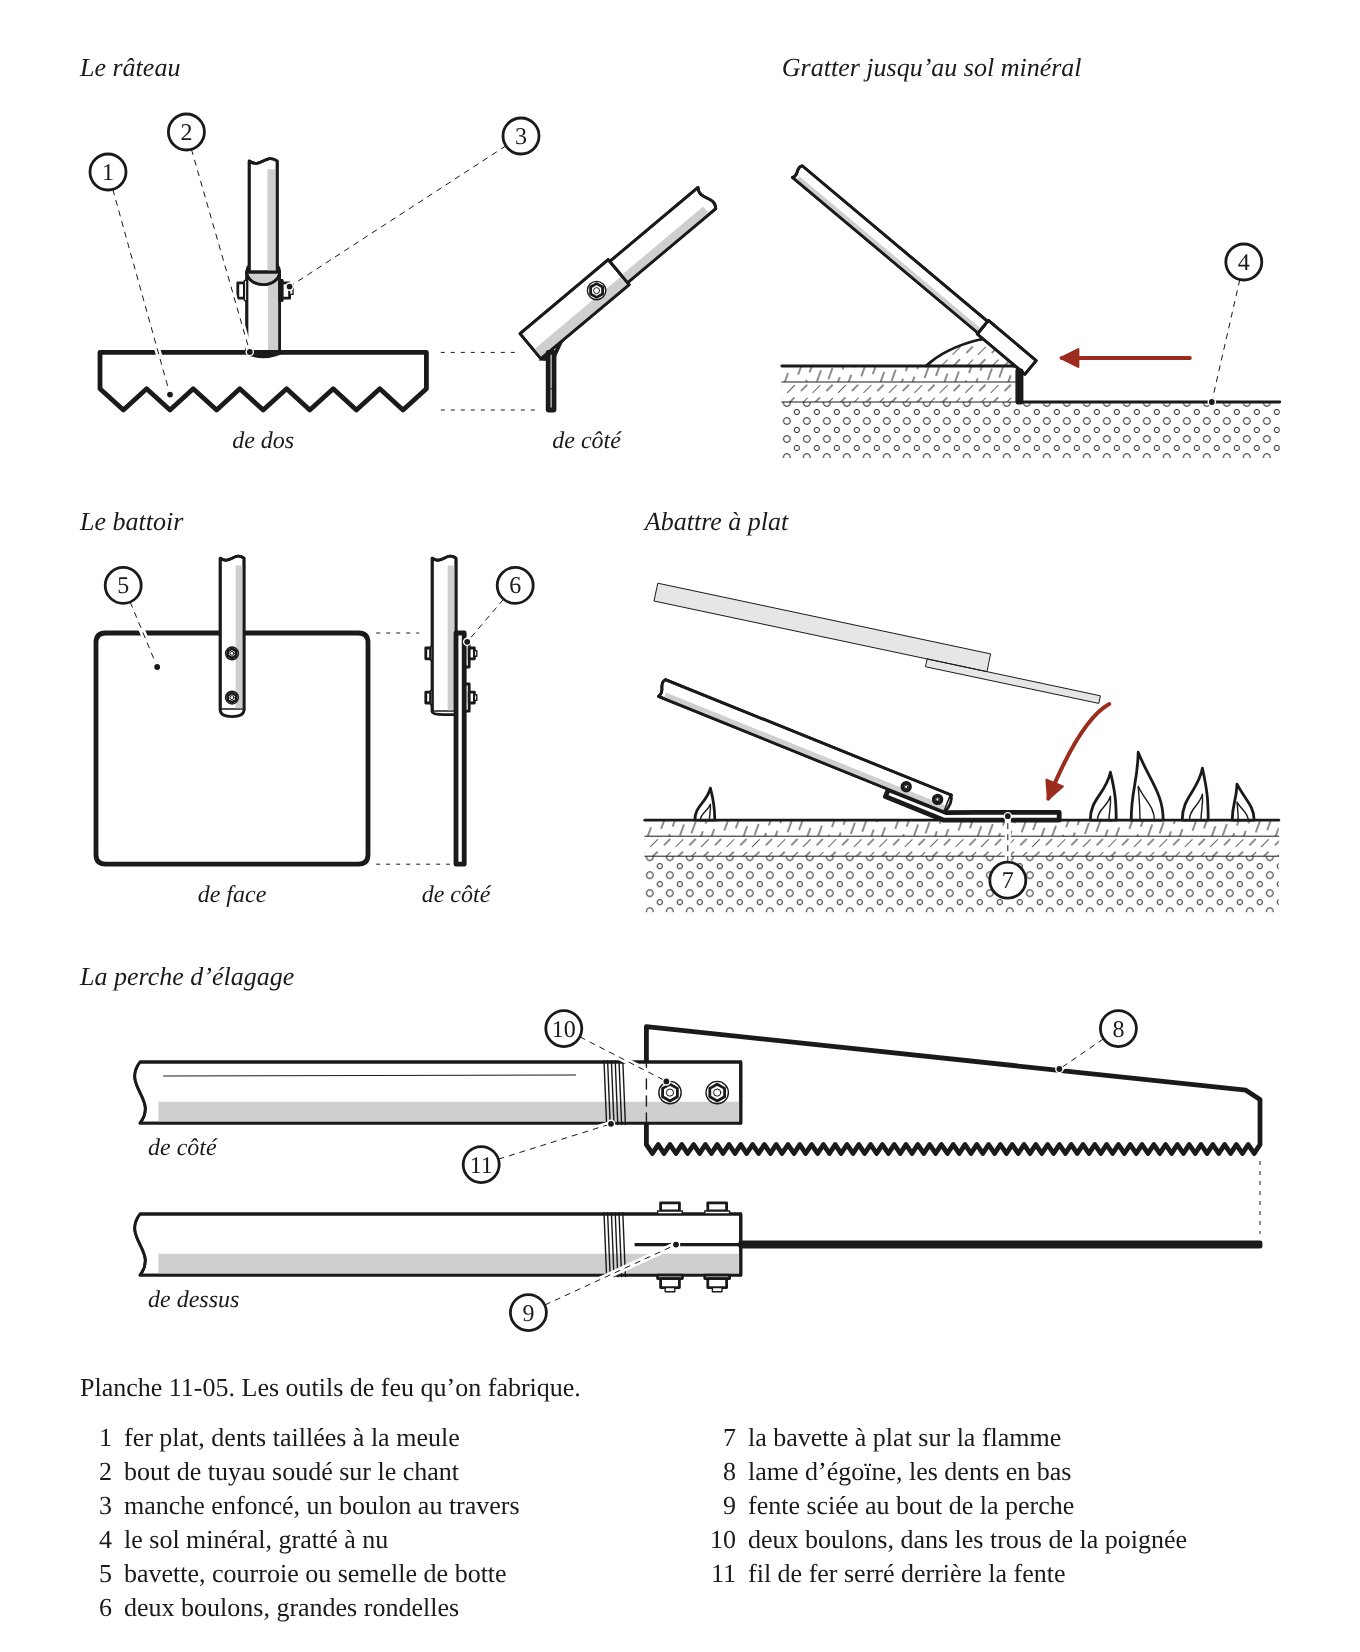 Le râteau
Gratter jusqu’au sol minéral
1
2
3
4
de dos
de côté
Le battoir
Abattre à plat
5
6
7
de face
de côté
La perche d’élagage
10
8
de côté
11
de dessus
9
Planche 11-05. Les outils de feu qu’on fabrique.
1 fer plat, dents taillées à la meule
2 bout de tuyau soudé sur le chant
3 manche enfoncé, un boulon au travers
4 le sol minéral, gratté à nu
5 bavette, courroie ou semelle de botte
6 deux boulons, grandes rondelles
7 la bavette à plat sur la flamme
8 lame d’égoïne, les dents en bas
9 fente sciée au bout de la perche
10 deux boulons, dans les trous de la poignée
11 fil de fer serré derrière la fente